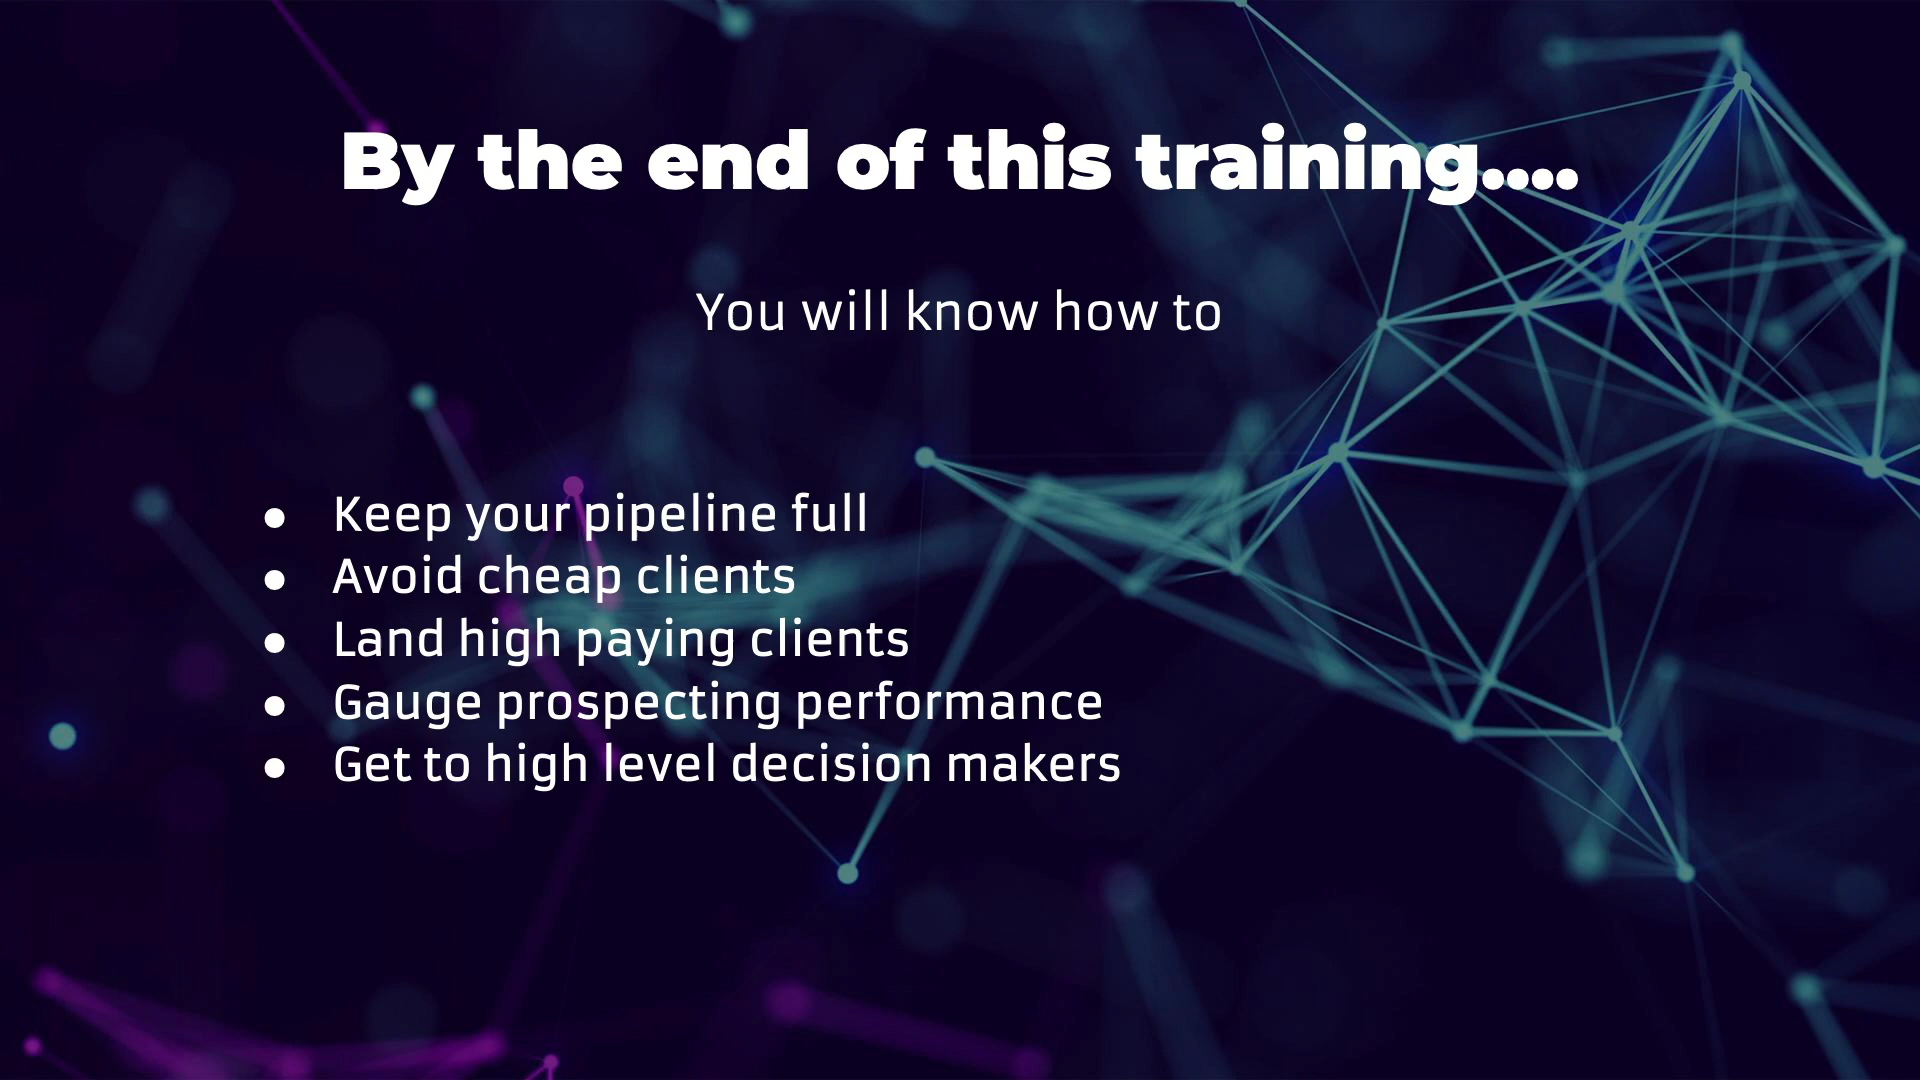 By the end of this training....
You will know how to
● Keep your pipeline full
● Avoid cheap clients
● Land high paying clients
● Gauge prospecting performance
● Get to high level decision makers